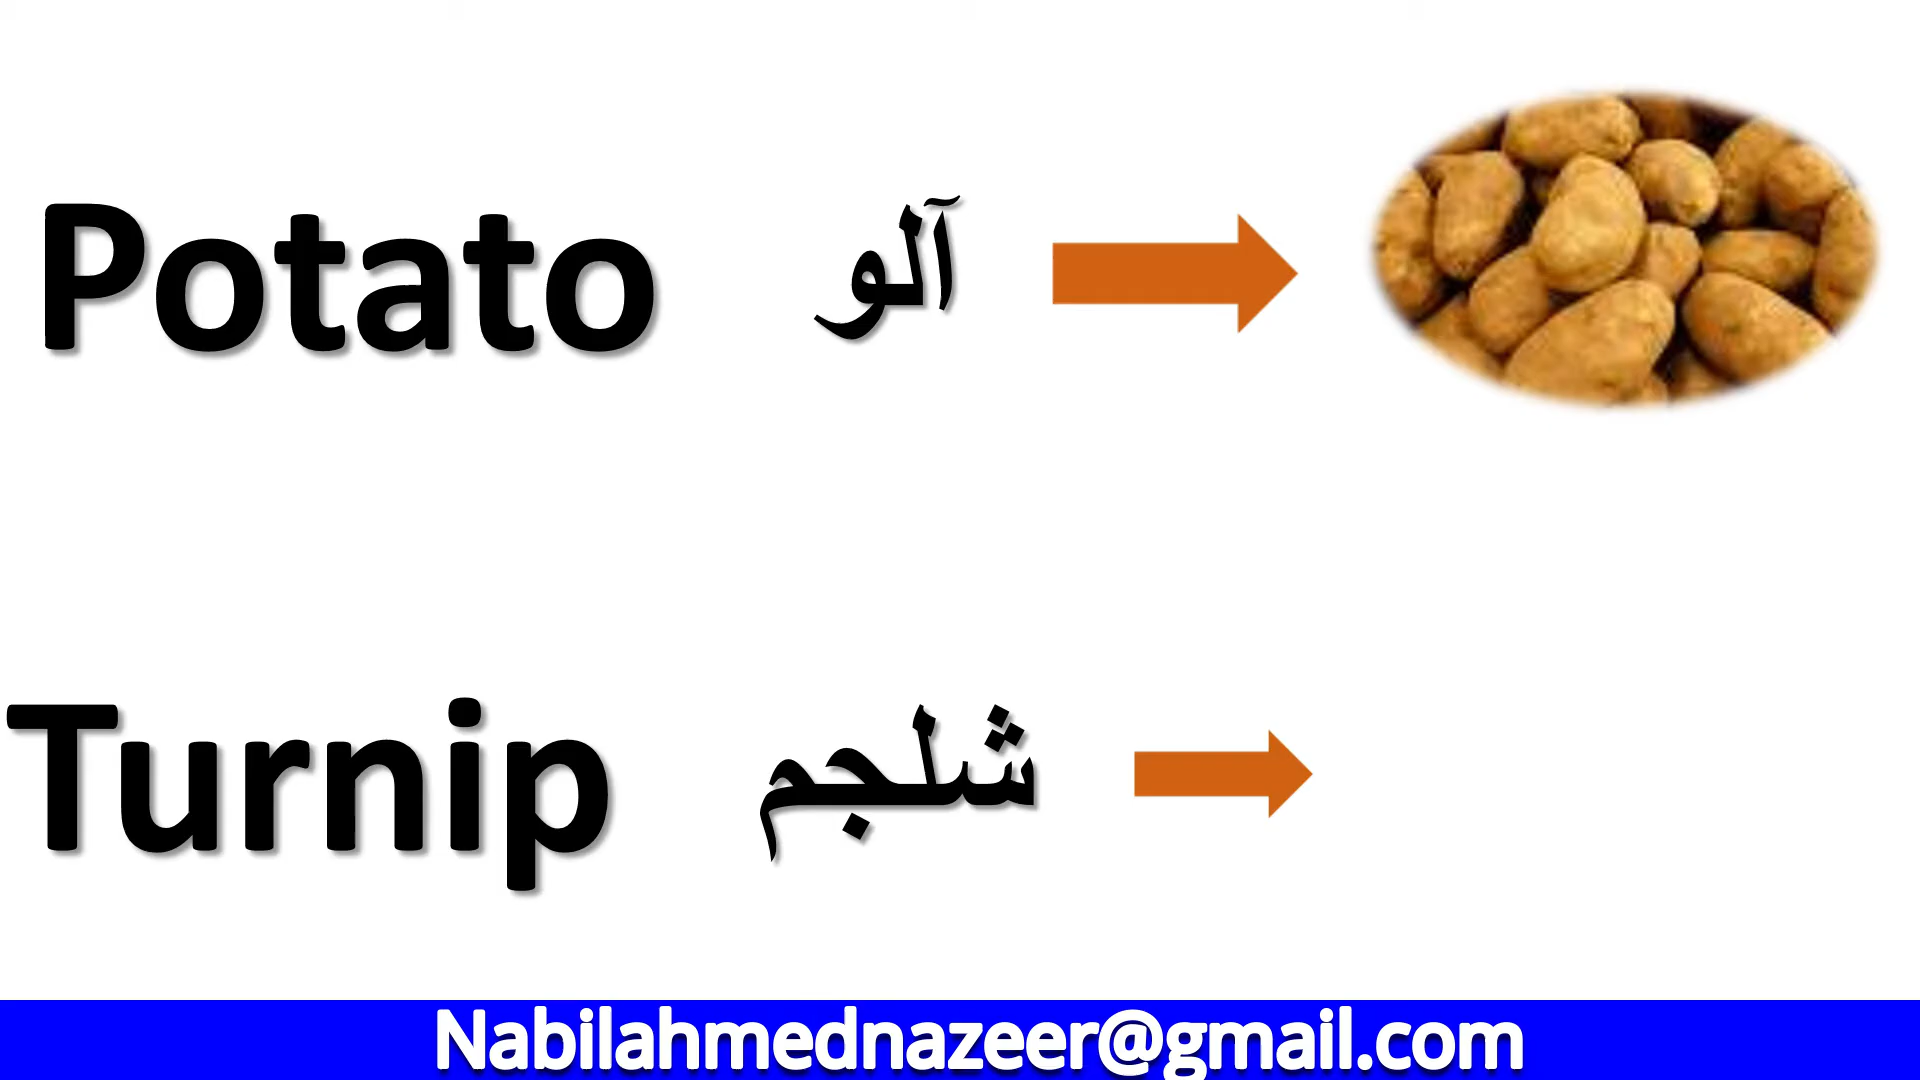 Potato آلو
Turnip شلجم
Nabilahmednazeer@gmail.com